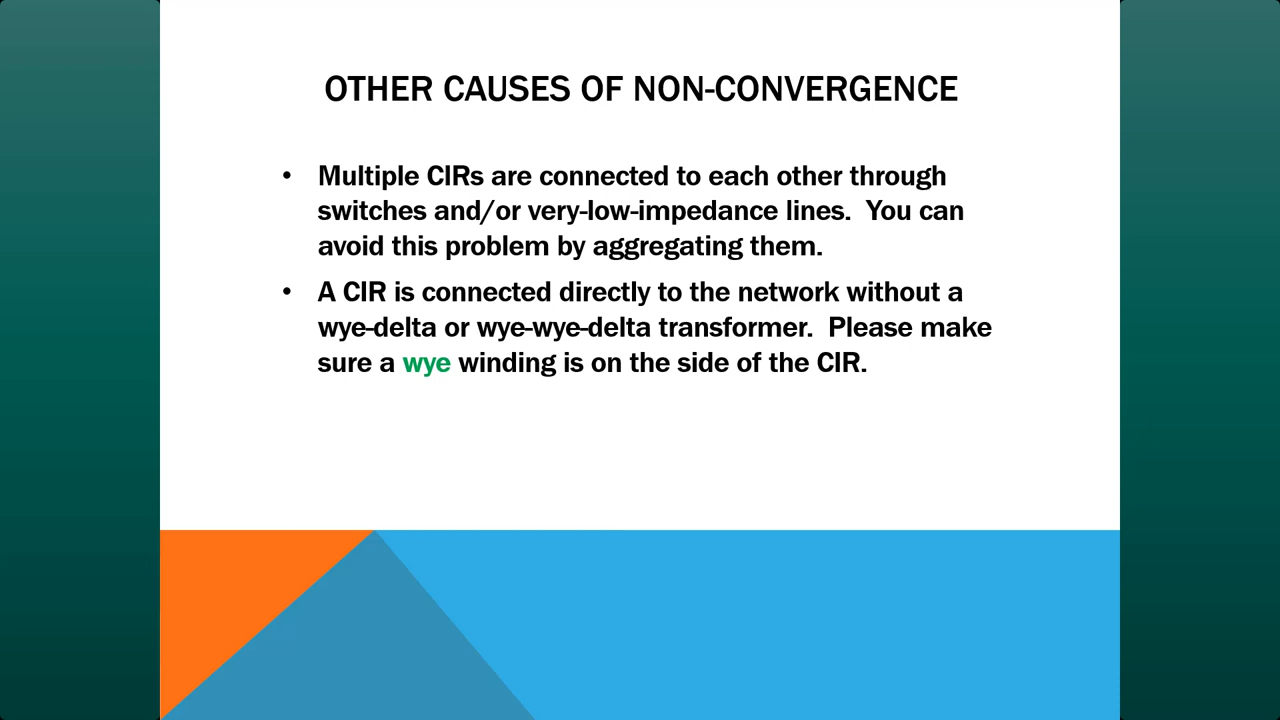 OTHER CAUSES OF NON-CONVERGENCE
• Multiple CIRs are connected to each other through
switches and/or very-low-impedance lines.  You can
avoid this problem by aggregating them.
• A CIR is connected directly to the network without a
wye-delta or wye-wye-delta transformer.  Please make
sure a wye winding is on the side of the CIR.